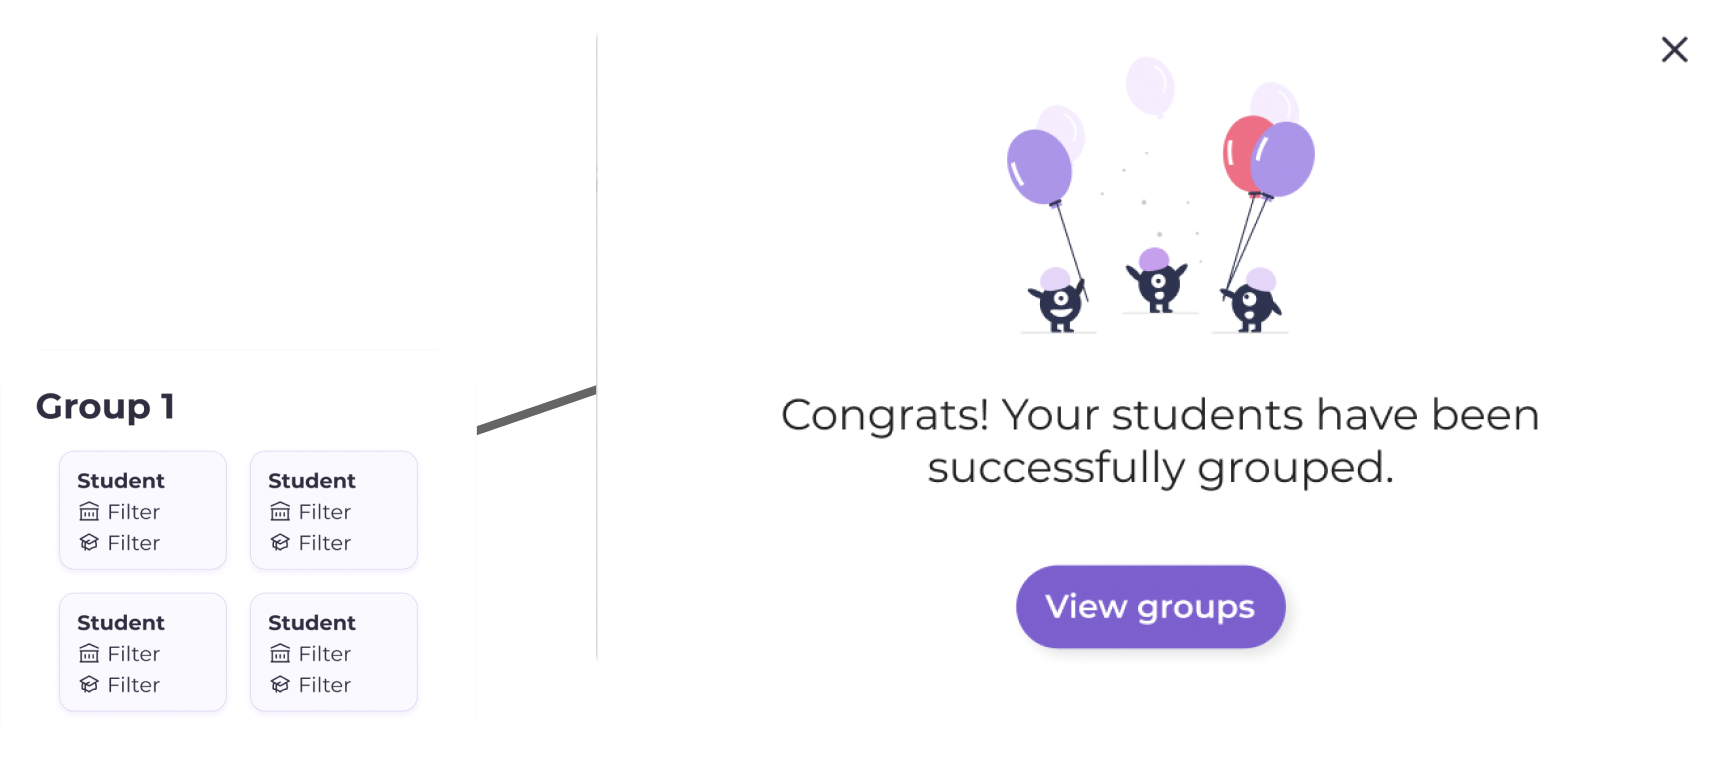 Group 1
Student
Filter
Filter
Student
Filter
Filter
Student
Filter
Filter
Student
Filter
Filter
Congrats! Your students have been
successfully grouped.
View groups